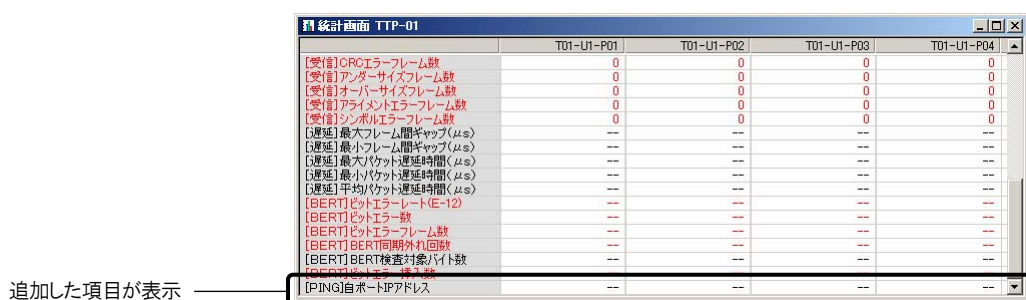 統計画面 TTP-01
T01-U1-P01 T01-U1-P02 T01-U1-P03 T01-U1-P04
[受信]CRCエラーフレーム数 0 0 0 0
[受信]アンダーサイズフレーム数 0 0 0 0
[受信]オーバーサイズフレーム数 0 0 0 0
[受信]アライメントエラーフレーム数 0 0 0 0
[受信]シンボルエラーフレーム数 0 0 0 0
[遅延]最大フレーム間ギャップ(μs) -- -- -- --
[遅延]最小フレーム間ギャップ(μs) -- -- -- --
[遅延]最大パケット遅延時間(μs) -- -- -- --
[遅延]最小パケット遅延時間(μs) -- -- -- --
[遅延]平均パケット遅延時間(μs) -- -- -- --
[BERT]ビットエラーレート(E-12) -- -- -- --
[BERT]ビットエラー数 -- -- -- --
[BERT]ビットエラーフレーム数 -- -- -- --
[BERT]BERT同期外れ回数 -- -- -- --
[BERT]BERT検査対象バイト数 -- -- -- --
[BERT]ビットエラー挿入数 -- -- -- --
[PING]自ポートIPアドレス -- -- -- --
追加した項目が表示